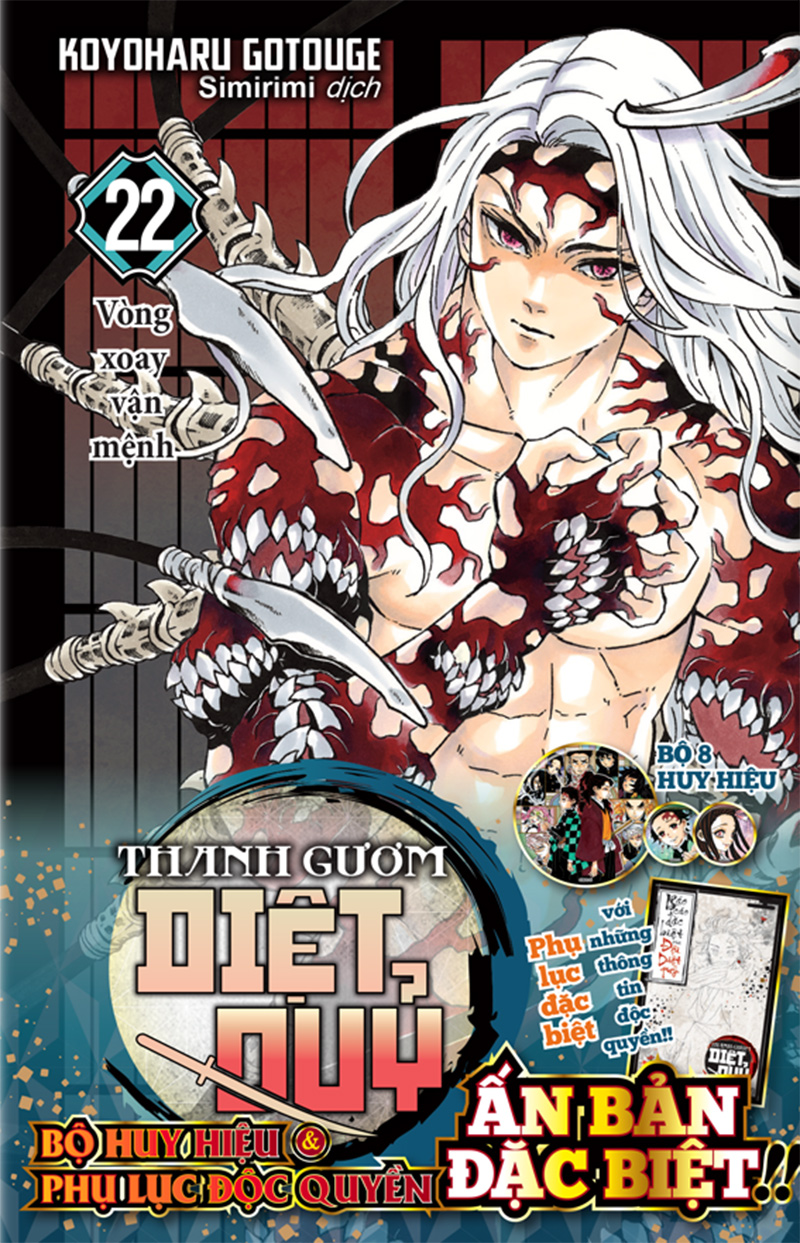 KOYOHARU GOTOUGE
Simirimi dịch
22
Vòng
xoay
vận
mệnh
BỘ 8
HUY HIỆU
THANH GƯƠM
DIỆT
QUỶ
Phụ
lục
đặc
biệt
với
những
thông
tin
độc
quyền!!
DIỆT
QUỶ
BỘ HUY HIỆU &
PHỤ LỤC ĐỘC QUYỀN
ẤN BẢN
ĐẶC BIỆT!!